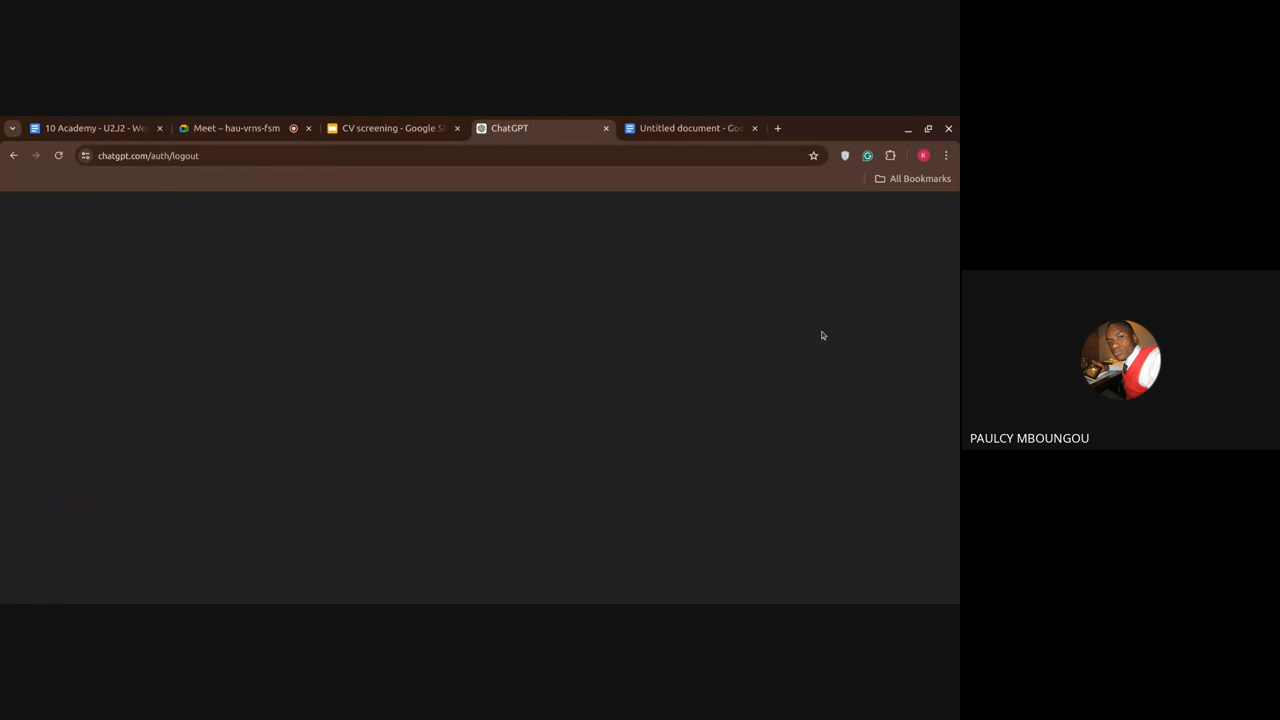 10 Academy - U2J2 - We
Meet – hau-vrns-fsm
CV screening - Google S
ChatGPT
Untitled document - Goo
chatgpt.com/auth/logout
K
All Bookmarks
PAULCY MBOUNGOU